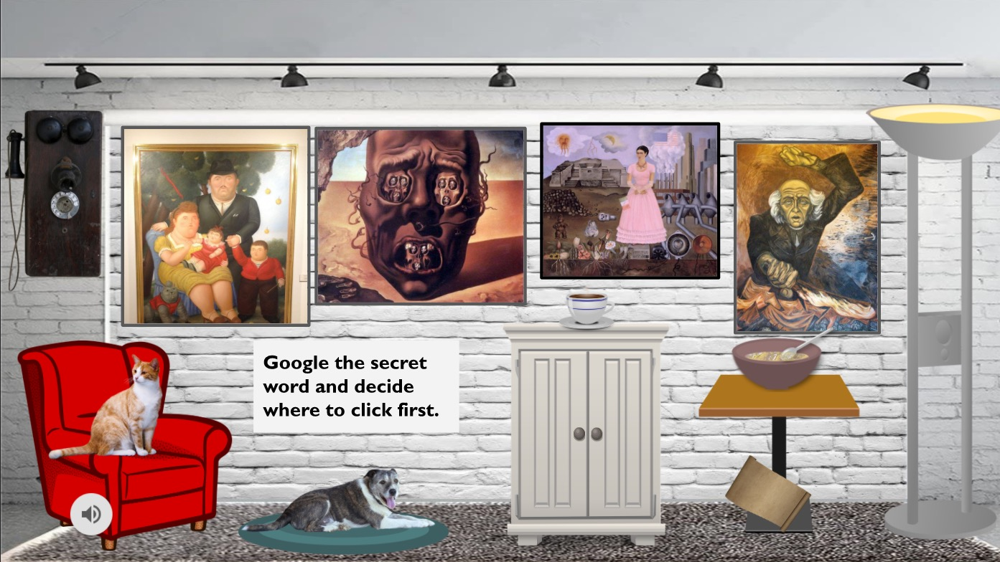 Google the secret
word and decide
where to click first.